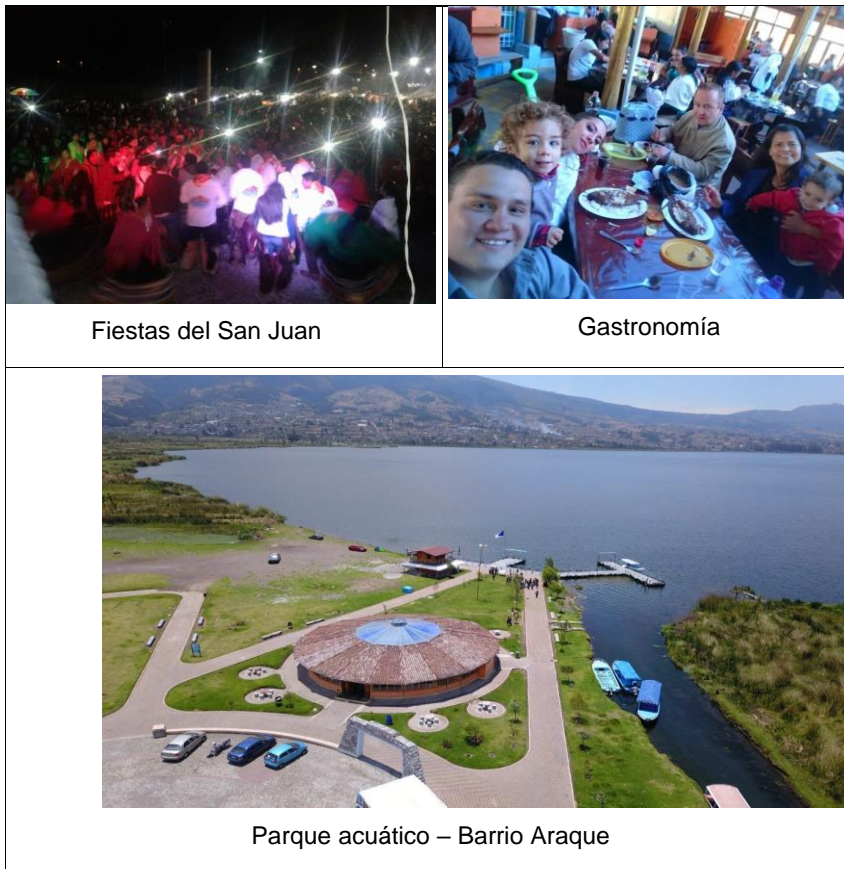 Fiestas del San Juan
Gastronomía
Parque acuático – Barrio Araque